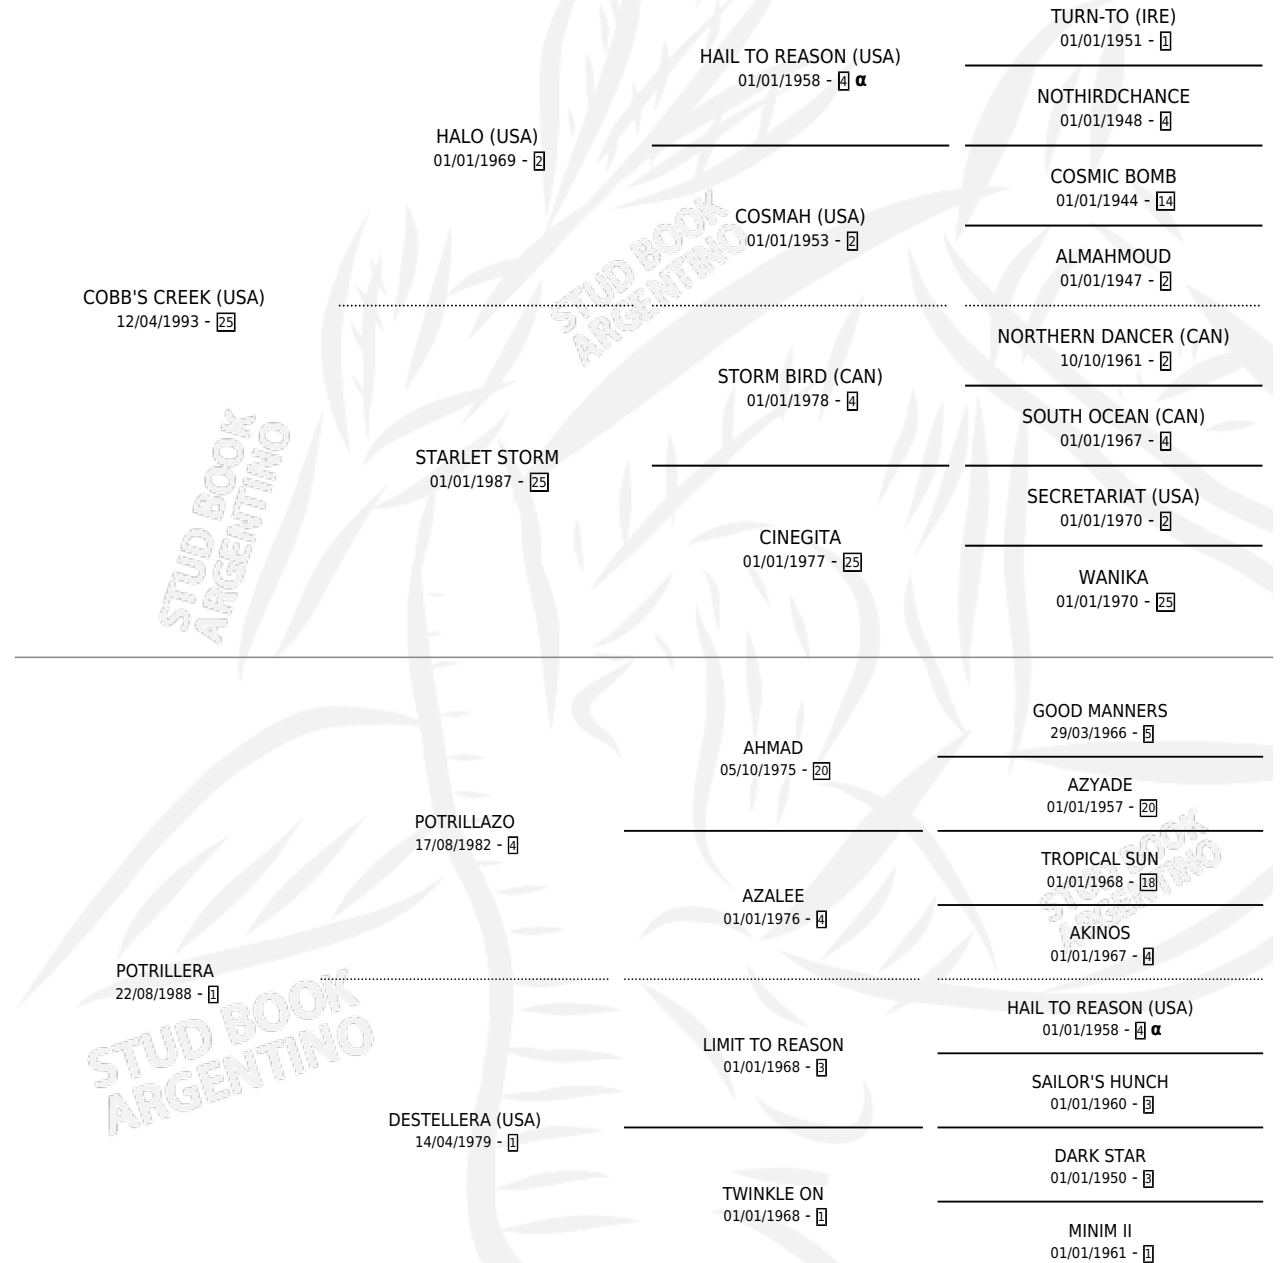 TURN-TO (IRE)
01/01/1951 - 1
HAIL TO REASON (USA)
01/01/1958 - 4 α
NOTHIRDCHANCE
01/01/1948 - 4
HALO (USA)
01/01/1969 - 2
COSMIC BOMB
01/01/1944 - 14
COSMAH (USA)
01/01/1953 - 2
ALMAHMOUD
01/01/1947 - 2
COBB'S CREEK (USA)
12/04/1993 - 25
NORTHERN DANCER (CAN)
10/10/1961 - 2
STORM BIRD (CAN)
01/01/1978 - 4
SOUTH OCEAN (CAN)
01/01/1967 - 4
STARLET STORM
01/01/1987 - 25
SECRETARIAT (USA)
01/01/1970 - 2
CINEGITA
01/01/1977 - 25
WANIKA
01/01/1970 - 25
GOOD MANNERS
29/03/1966 - 5
AHMAD
05/10/1975 - 20
AZYADE
01/01/1957 - 20
POTRILLAZO
17/08/1982 - 4
TROPICAL SUN
01/01/1968 - 18
AZALEE
01/01/1976 - 4
AKINOS
01/01/1967 - 4
POTRILLERA
22/08/1988 - 1
HAIL TO REASON (USA)
01/01/1958 - 4 α
LIMIT TO REASON
01/01/1968 - 3
SAILOR'S HUNCH
01/01/1960 - 3
DESTELLERA (USA)
14/04/1979 - 1
DARK STAR
01/01/1950 - 3
TWINKLE ON
01/01/1968 - 1
MINIM II
01/01/1961 - 1
STUD BOOK
ARGENTINO
STUD BOOK
ARGENTINO
STUD BOOK
ARGENTINO
STUD BOOK
ARGENTINO